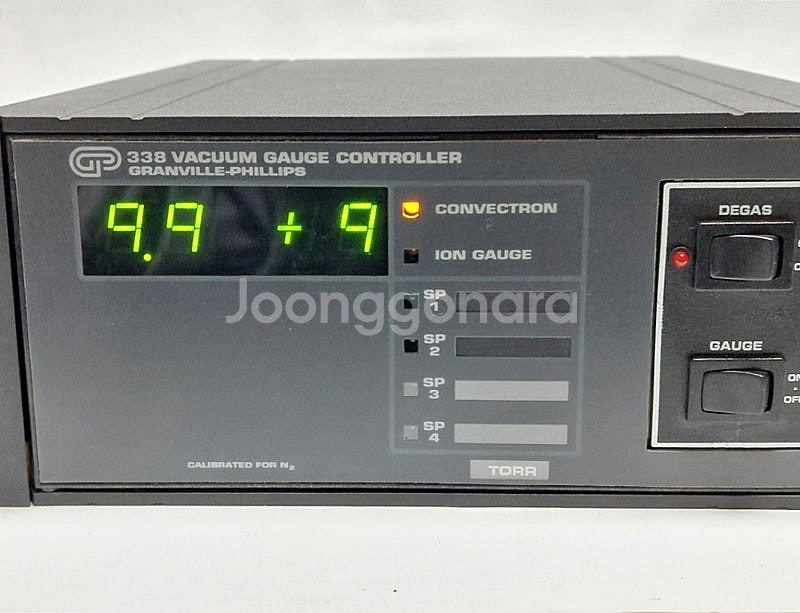 GP 338 VACUUM GAUGE CONTROLLER
GRANVILLE-PHILLIPS
9.9 +9
CONVECTRON
ION GAUGE
SP 1
SP 2
SP 3
SP 4
CALIBRATED FOR N₂
TORR
DEGAS
GAUGE
ON
OFF
Joonggonara